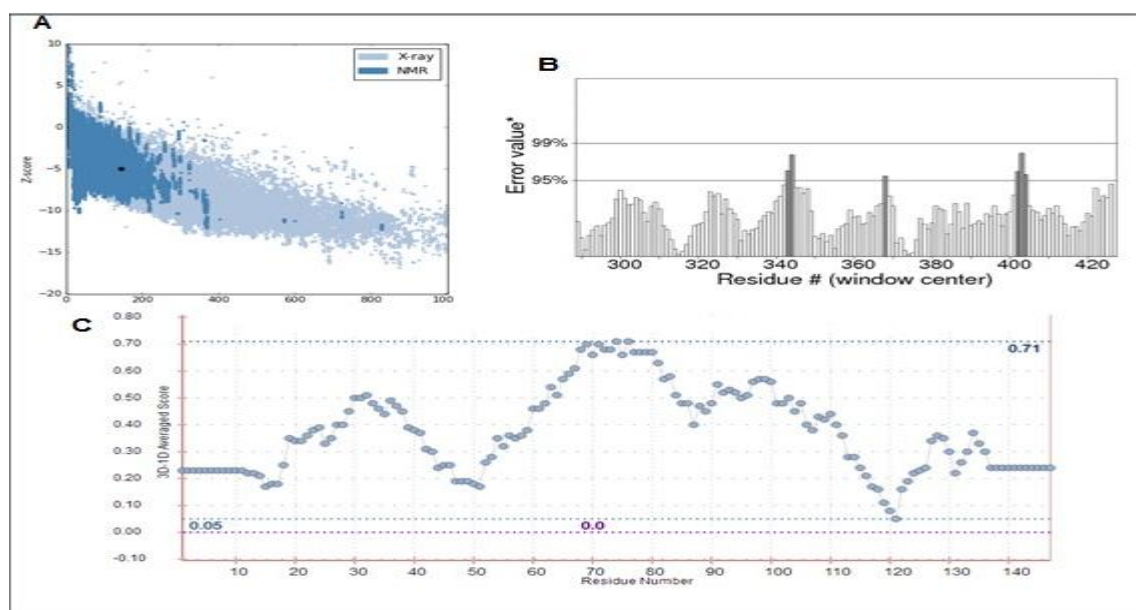 A
10
5
0
−5
−10
−15
−20
Z-score
X-ray
NMR
0 200 400 600 800 100
B
Error value*
99%
95%
300 320 340 360 380 400 420
Residue # (window center)
C
0.80
0.70
0.60
0.50
0.40
0.30
0.20
0.10
0.00
-0.10
3D-1D Averaged Score
0.71
0.05
0.0
10 20 30 40 50 60 70 80 90 100 110 120 130 140
Residue Number